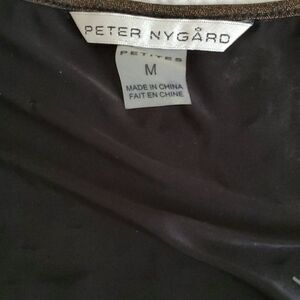 PETER NYGÅRD
PETITES
M
MADE IN CHINA
FAIT EN CHINE